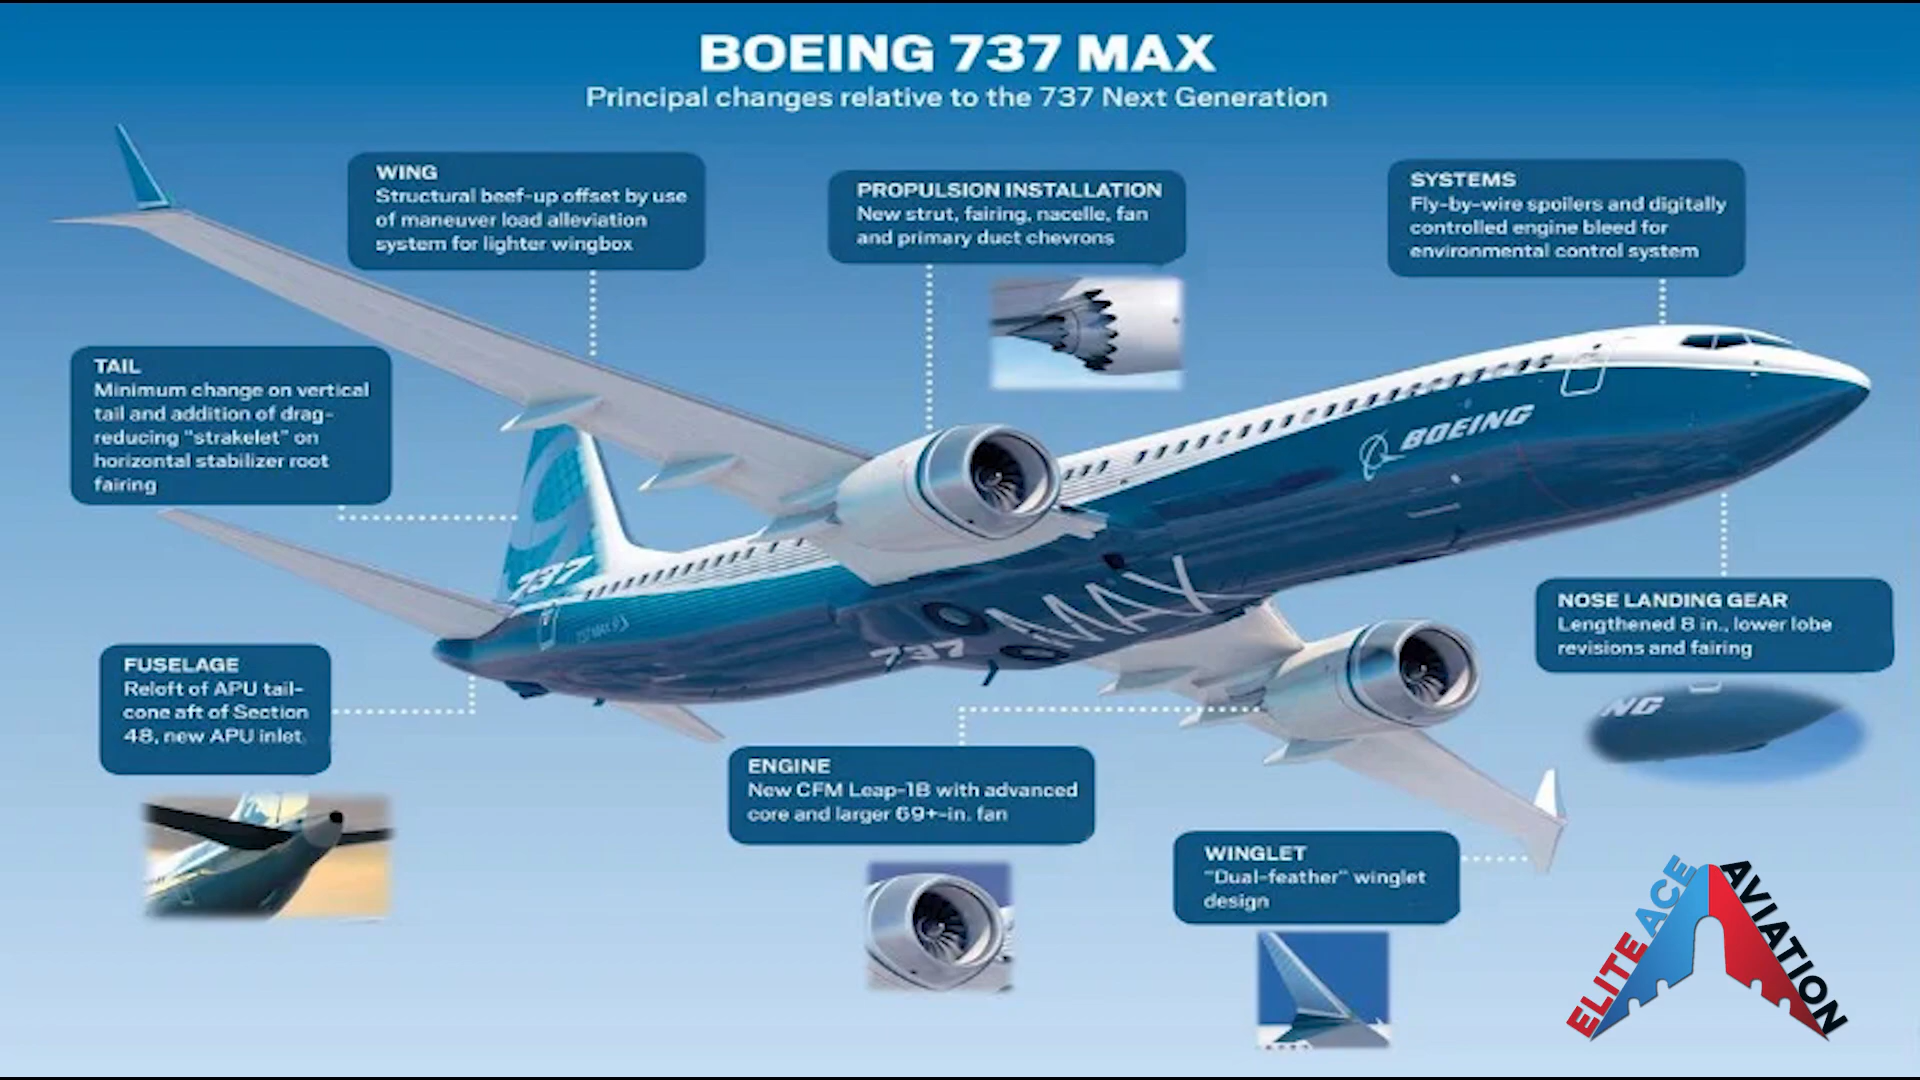 BOEING 737 MAX
Principal changes relative to the 737 Next Generation
WING
Structural beef-up offset by use
of maneuver load alleviation
system for lighter wingbox
PROPULSION INSTALLATION
New strut, fairing, nacelle, fan
and primary duct chevrons
SYSTEMS
Fly-by-wire spoilers and digitally
controlled engine bleed for
environmental control system
TAIL
Minimum change on vertical
tail and addition of drag-
reducing "strakelet" on
horizontal stabilizer root
fairing
BOEING
737
MAX
737
NOSE LANDING GEAR
Lengthened 8 in., lower lobe
revisions and fairing
NG
FUSELAGE
Reloft of APU tail-
cone aft of Section
48, new APU inlet
ENGINE
New CFM Leap-1B with advanced
core and larger 69+-in. fan
WINGLET
"Dual-feather" winglet
design
ELITE ACE
AVIATION